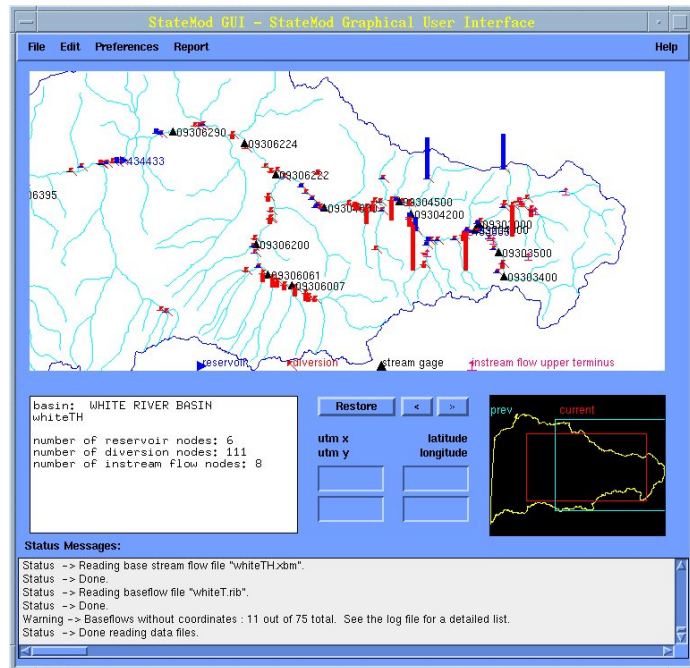 StateMod GUI - StateMod Graphical User Interface
File Edit Preferences Report Help
09306290
09306224
434433
09306222
06395
09304500
09304200
09306200
09303500
09306061
09306007
09303400
reservoir diversion stream gage instream flow upper terminus
basin: WHITE RIVER BASIN
whiteTH
number of reservoir nodes: 6
number of diversion nodes: 111
number of instream flow nodes: 8
Restore < »
utm x latitude
utm y longitude
prev current
Status Messages:
Status -> Reading base stream flow file "whiteTH.xbm".
Status -> Done.
Status -> Reading baseflow file "whiteT.rib".
Status -> Done.
Warning -> Baseflows without coordinates : 11 out of 75 total. See the log file for a detailed list.
Status -> Done reading data files.